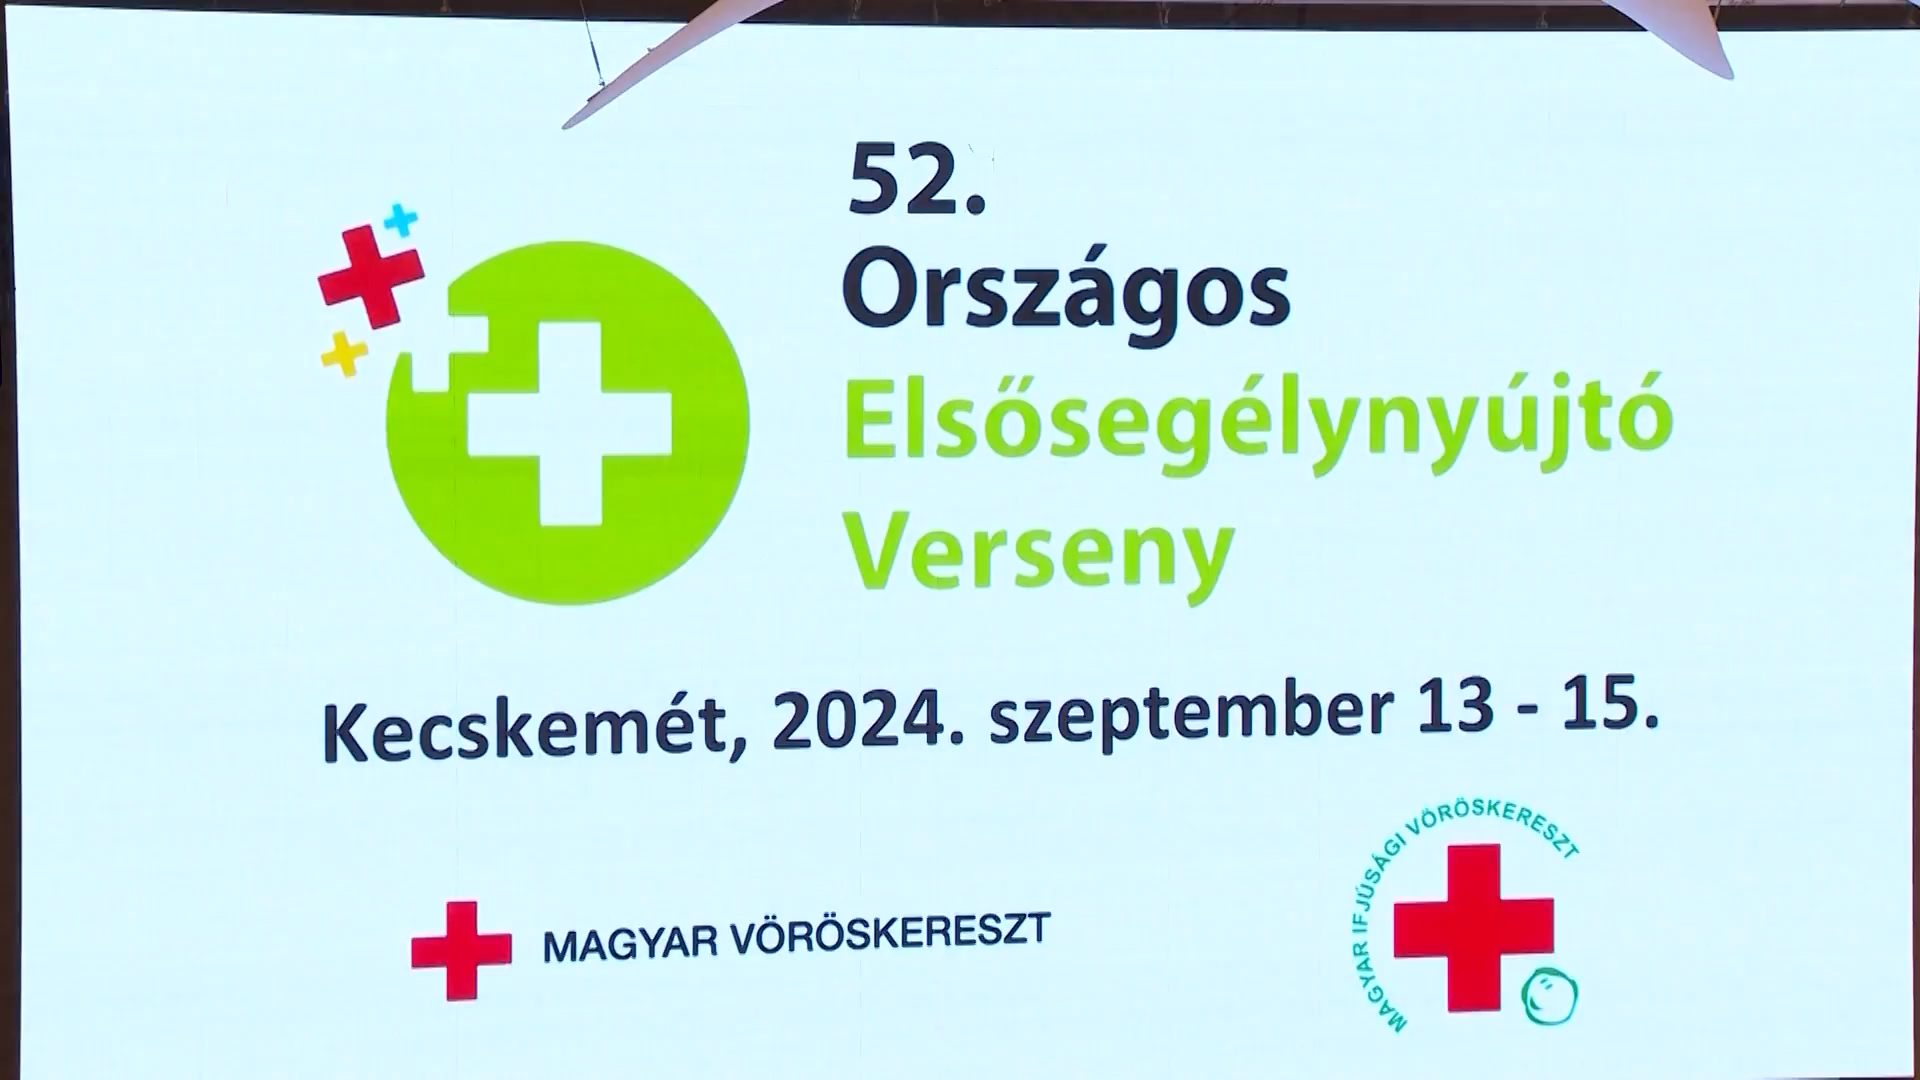 52.
Országos
Elsősegélynyújtó
Verseny
Kecskemét, 2024. szeptember 13 - 15.
MAGYAR VÖRÖSKERESZT
MAGYAR IFJÚSÁGI VÖRÖSKERESZT